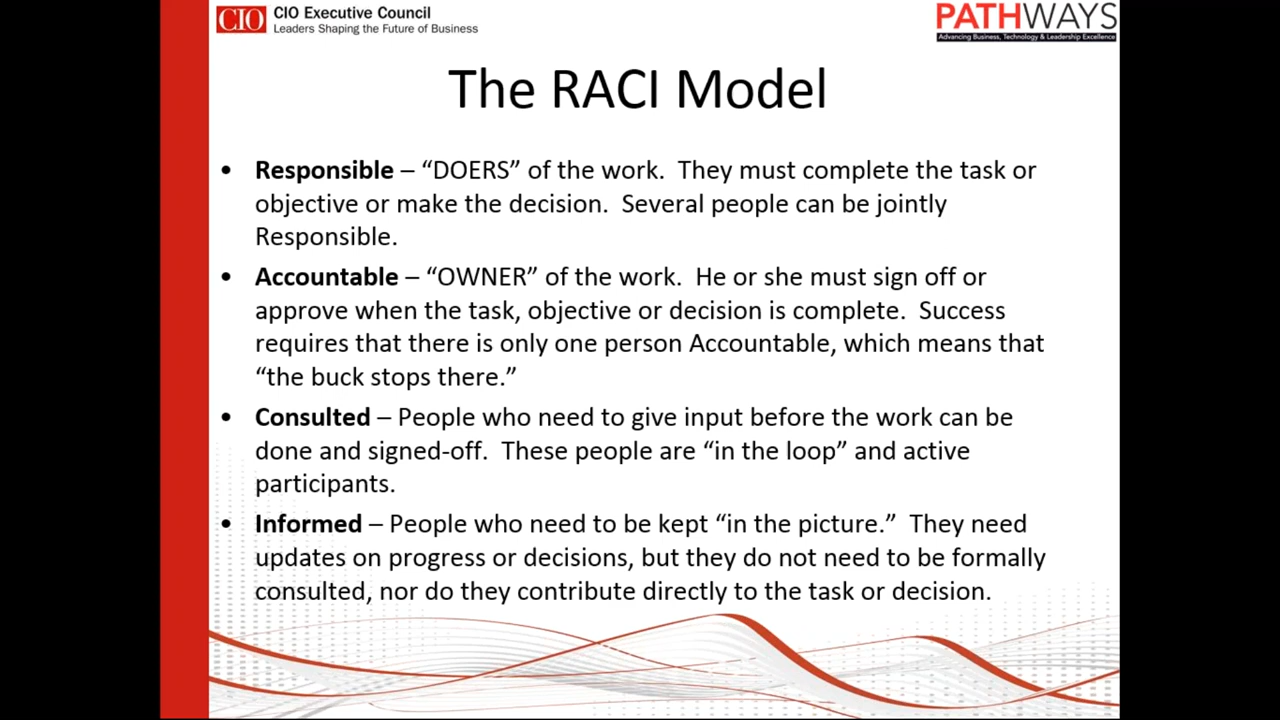 CIO
CIO Executive Council
Leaders Shaping the Future of Business
PATHWAYS
Advancing Business, Technology & Leadership Excellence
The RACI Model
• Responsible – “DOERS” of the work.  They must complete the task or
objective or make the decision.  Several people can be jointly
Responsible.
• Accountable – “OWNER” of the work.  He or she must sign off or
approve when the task, objective or decision is complete.  Success
requires that there is only one person Accountable, which means that
“the buck stops there.”
• Consulted – People who need to give input before the work can be
done and signed-off.  These people are “in the loop” and active
participants.
• Informed – People who need to be kept “in the picture.”  They need
updates on progress or decisions, but they do not need to be formally
consulted, nor do they contribute directly to the task or decision.